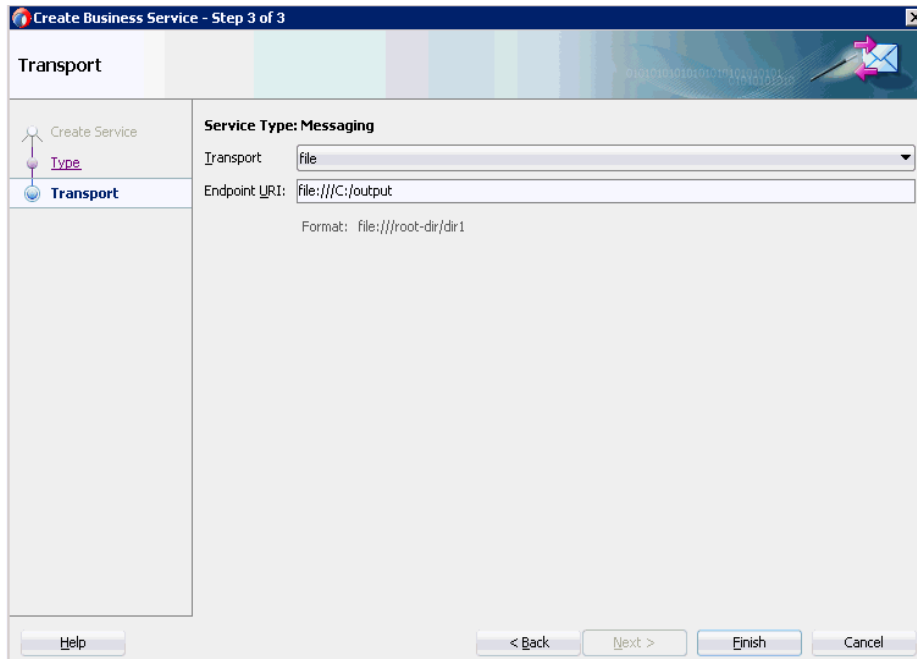 Create Business Service - Step 3 of 3
Transport
Create Service
Type
Transport
Service Type: Messaging
Transport file
Endpoint URI: file:///C:/output
Format: file:///root-dir/dir1
Help < Back Next > Finish Cancel